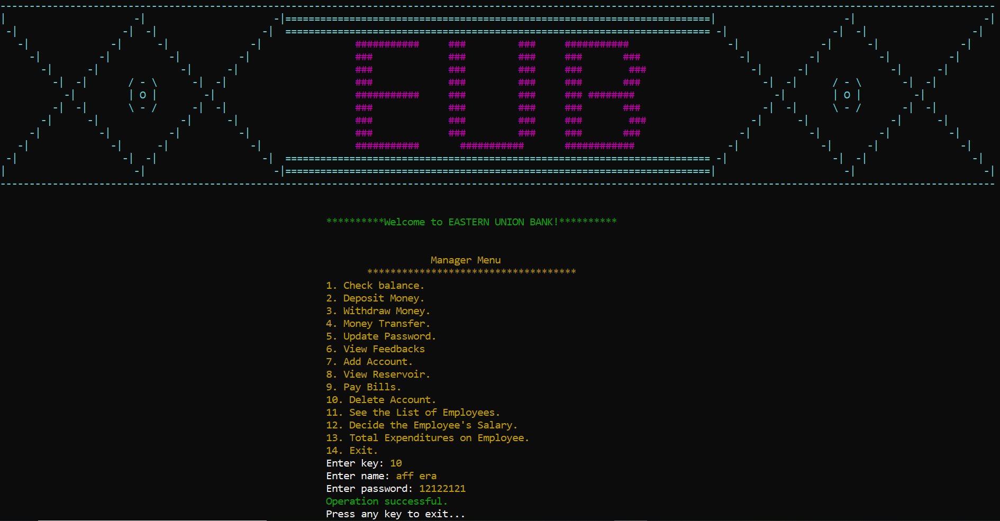 EUB
**********Welcome to EASTERN UNION BANK!**********
Manager Menu
************************************
1. Check balance.
2. Deposit Money.
3. Withdraw Money.
4. Money Transfer.
5. Update Password.
6. View Feedbacks
7. Add Account.
8. View Reservoir.
9. Pay Bills.
10. Delete Account.
11. See the List of Employees.
12. Decide the Employee's Salary.
13. Total Expenditures on Employee.
14. Exit.
Enter key: 10
Enter name: aff era
Enter password: 12122121
Operation successful.
Press any key to exit...